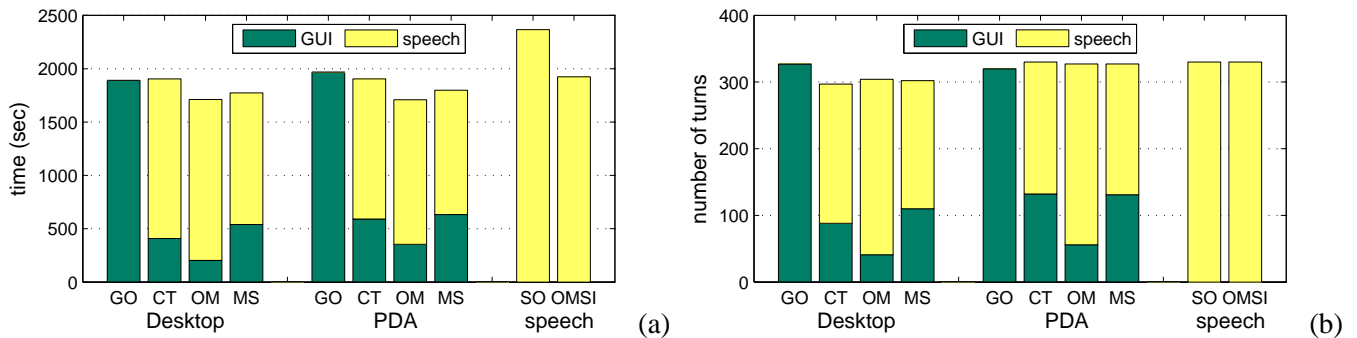 2500
2000
1500
1000
500
0
time (sec)
GUI speech
GO CT OM MS GO CT OM MS SO OMSI
Desktop PDA speech
(a)
400
300
200
100
0
number of turns
GUI speech
GO CT OM MS GO CT OM MS SO OMSI
Desktop PDA speech
(b)